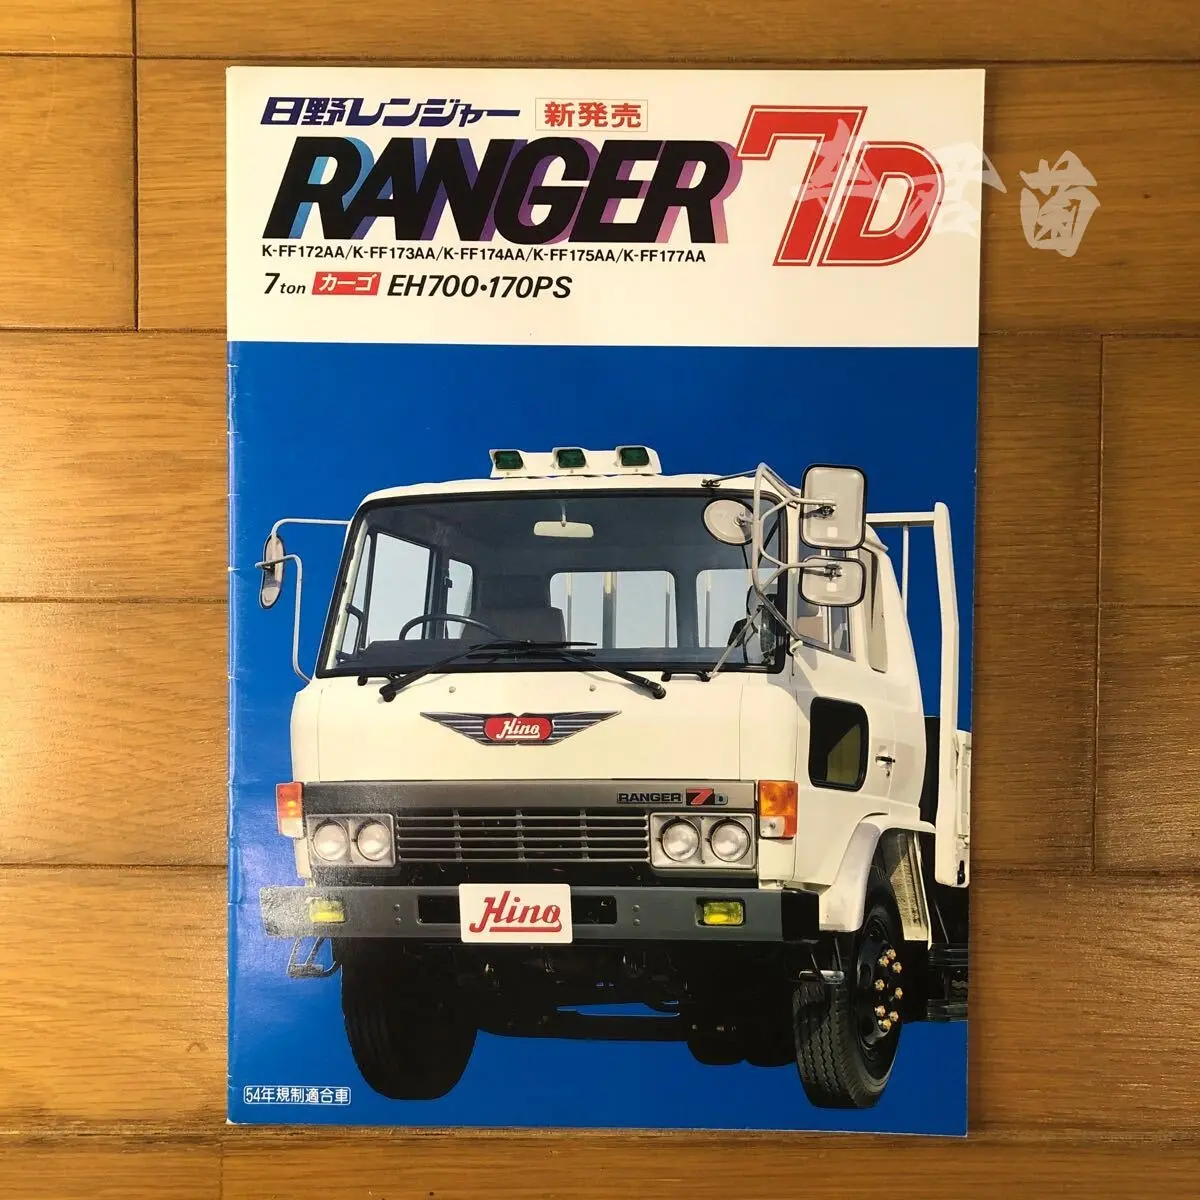 日野レンジャー 新発売
RANGER 7D
K-FF172AA/K-FF173AA/K-FF174AA/K-FF175AA/K-FF177AA
7ton カーゴ EH700・170PS
Hino
RANGER 7D
Hino
54年規制適合車